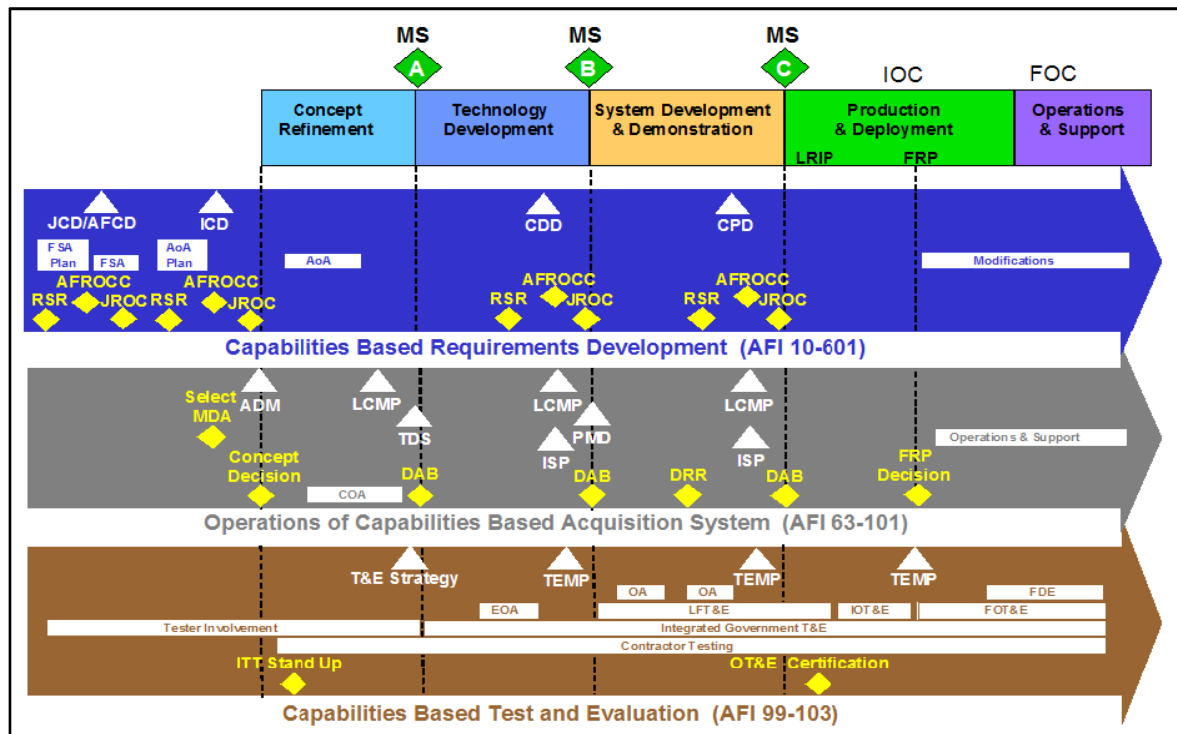 MS MS MS
A B C IOC FOC
Concept Technology System Development Production Operations
Refinement Development & Demonstration & Deployment & Support
LRIP FRP
JCD/AFCD ICD CDD CPD
FSA AoA
Plan FSA Plan AoA Modifications
AFROCC AFROCC AFROCC AFROCC
RSR JROC RSR JROC RSR JROC RSR JROC
Capabilities Based Requirements Development (AFI 10-601)
Select ADM LCMP LCMP LCMP
MDA
TDS PMD
ISP ISP Operations & Support
Concept FRP
Decision DAB DAB DRR DAB Decision
COA
Operations of Capabilities Based Acquisition System (AFI 63-101)
T&E Strategy TEMP TEMP TEMP
OA OA FDE
EOA LFT&E IOT&E FOT&E
Tester Involvement Integrated Government T&E
Contractor Testing
ITT Stand Up OT&E Certification
Capabilities Based Test and Evaluation (AFI 99-103)